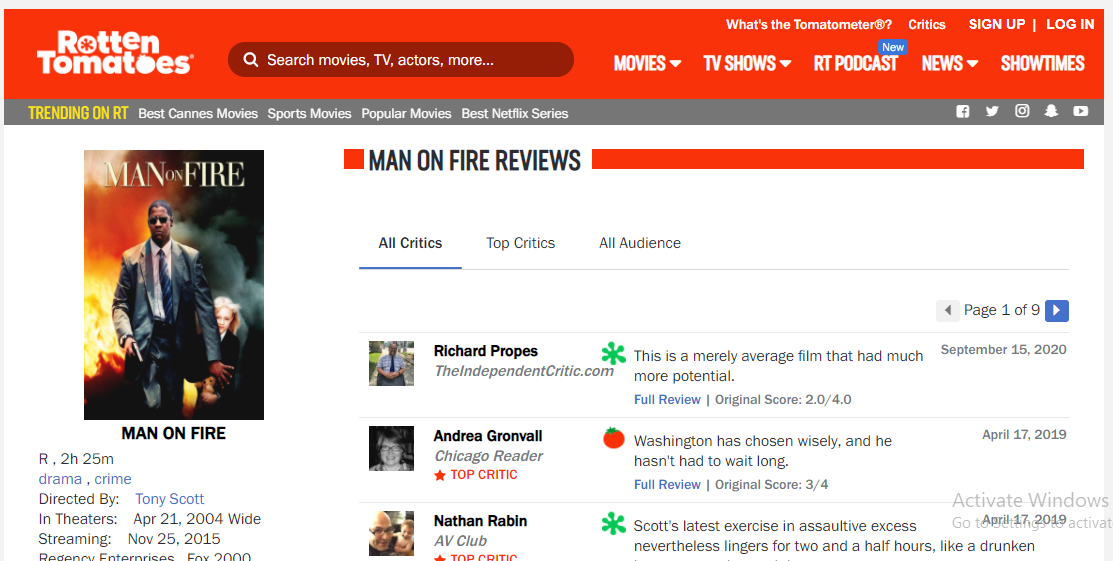 What's the Tomatometer®? Critics SIGN UP | LOG IN
Rotten
Tomatoes®
Search movies, TV, actors, more...
New
MOVIES TV SHOWS RT PODCAST NEWS SHOWTIMES
TRENDING ON RT Best Cannes Movies Sports Movies Popular Movies Best Netflix Series
MAN ON FIRE
MAN ON FIRE
R , 2h 25m
drama , crime
Directed By: Tony Scott
In Theaters: Apr 21, 2004 Wide
Streaming: Nov 25, 2015
Regency Enterprises, Fox 2000
MAN ON FIRE REVIEWS
All Critics Top Critics All Audience
Page 1 of 9
Richard Propes
TheIndependentCritic.com
This is a merely average film that had much
more potential.
Full Review | Original Score: 2.0/4.0
September 15, 2020
Andrea Gronvall
Chicago Reader
TOP CRITIC
Washington has chosen wisely, and he
hasn't had to wait long.
Full Review | Original Score: 3/4
April 17, 2019
Nathan Rabin
AV Club
TOP CRITIC
Scott's latest exercise in assaultive excess
nevertheless lingers for two and a half hours, like a drunken
April 17, 2019
Activate Windows
Go to Settings to activat